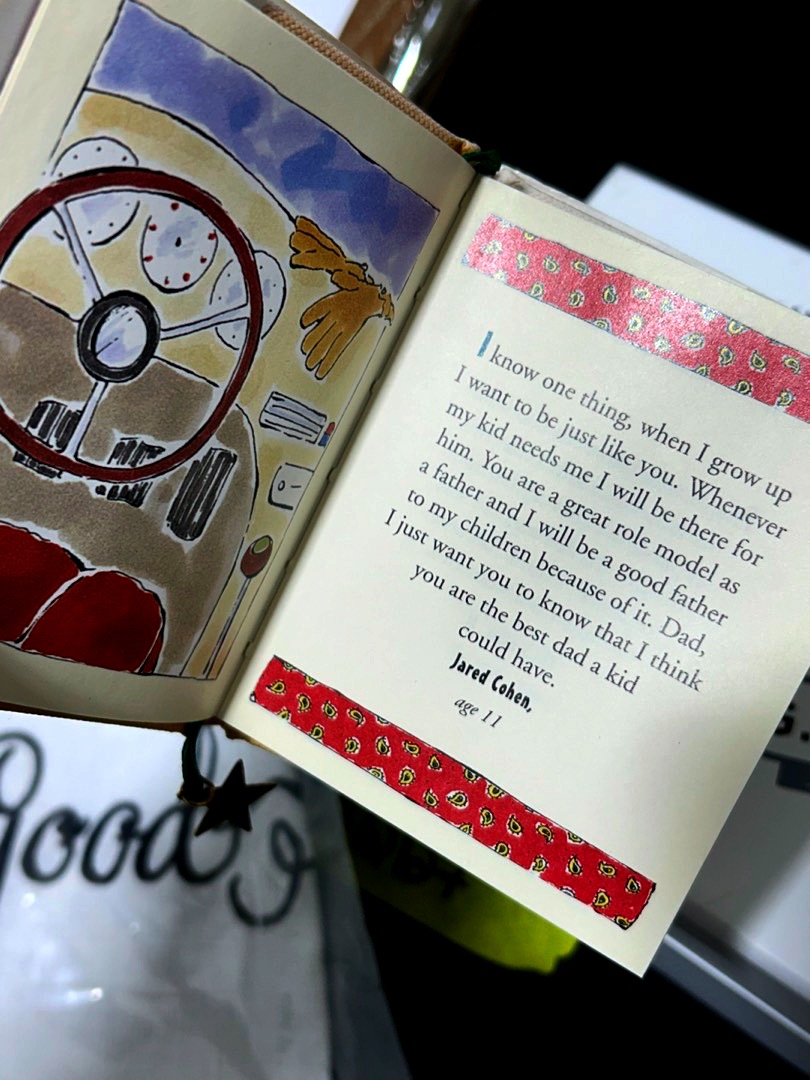 I know one thing, when I grow up
I want to be just like you. Whenever
my kid needs me I will be there for
him. You are a great role model as
a father and I will be a good father
to my children because of it. Dad,
I just want you to know that I think
you are the best dad a kid
could have.
Jared Cohen,
age 11
Good